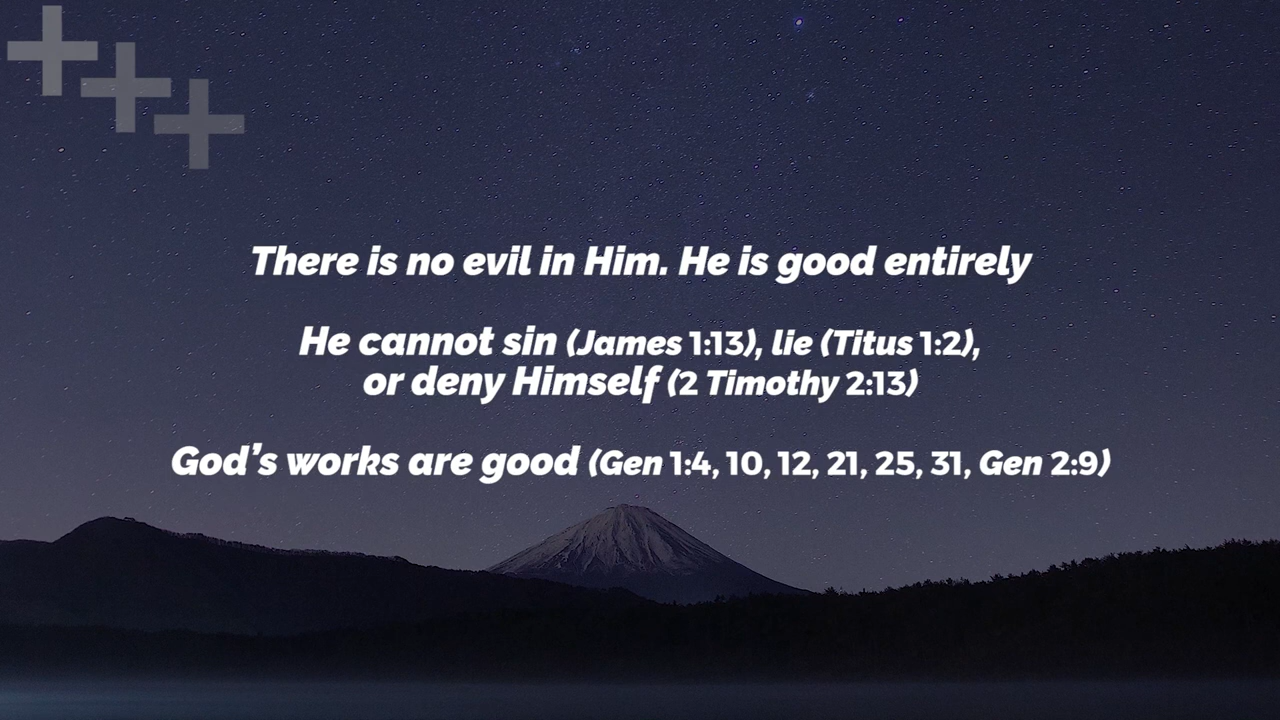 There is no evil in Him. He is good entirely
He cannot sin (James 1:13), lie (Titus 1:2),
or deny Himself (2 Timothy 2:13)
God’s works are good (Gen 1:4, 10, 12, 21, 25, 31, Gen 2:9)